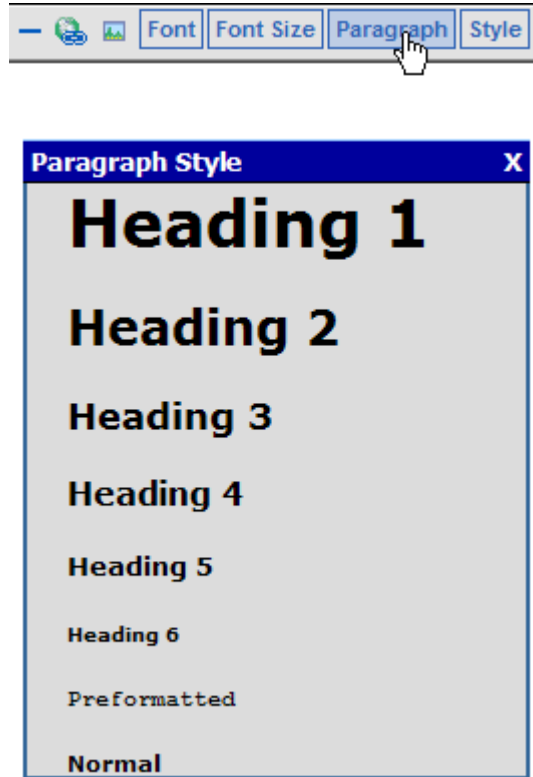 Font Font Size Paragraph Style
Paragraph Style X
Heading 1
Heading 2
Heading 3
Heading 4
Heading 5
Heading 6
Preformatted
Normal